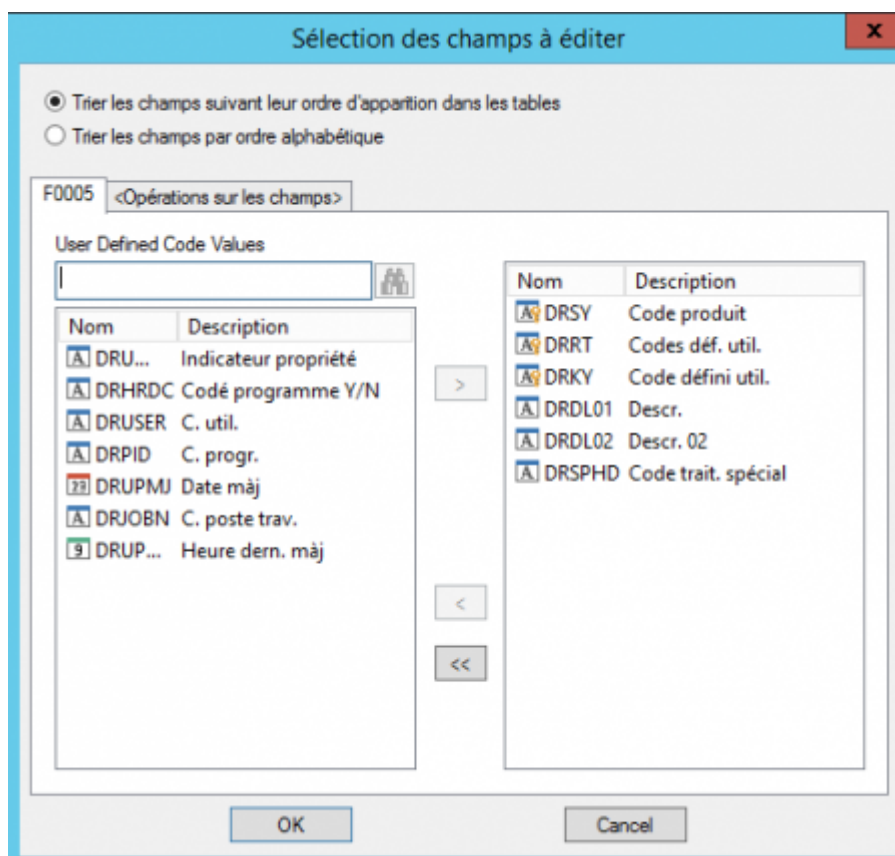 Sélection des champs à éditer
x
Trier les champs suivant leur ordre d'apparition dans les tables
Trier les champs par ordre alphabétique
F0005 <Opérations sur les champs>
User Defined Code Values
Nom Description
DRU... Indicateur propriété
DRHRDC Codé programme Y/N
DRUSER C. util.
DRPID C. progr.
DRUPMJ Date màj
DRJOBN C. poste trav.
DRUP... Heure dern. màj
>
<
<<
Nom Description
DRSY Code produit
DRRT Codes déf. util.
DRKY Code défini util.
DRDL01 Descr.
DRDL02 Descr. 02
DRSPHD Code trait. spécial
OK Cancel